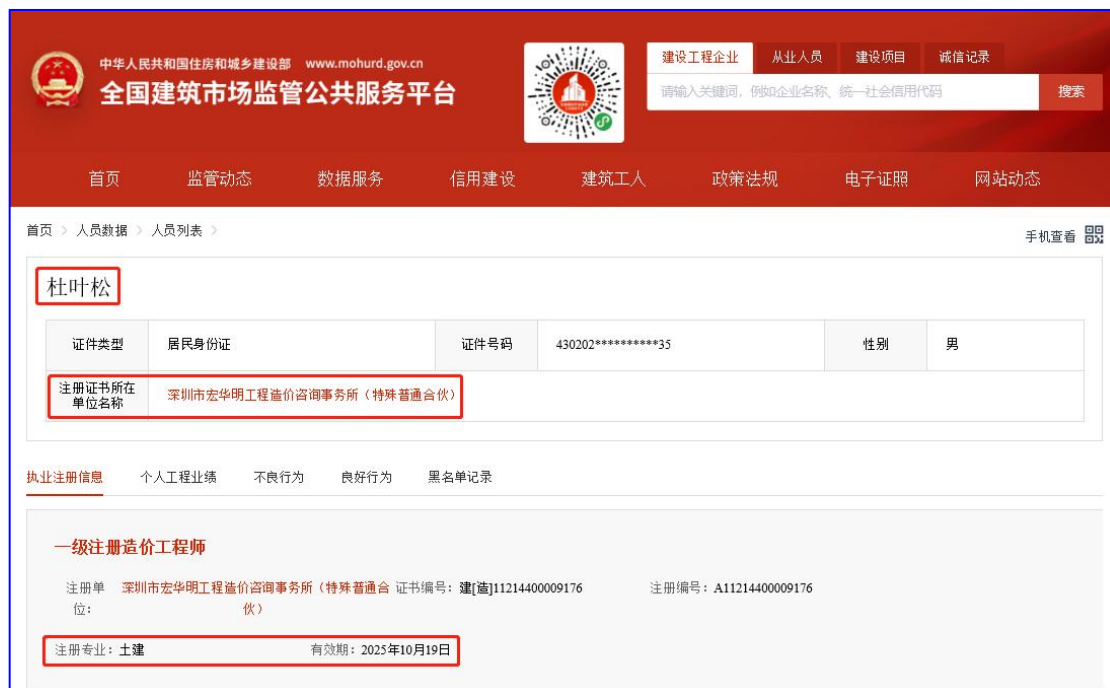 中华人民共和国住房和城乡建设部 www.mohurd.gov.cn
全国建筑市场监管公共服务平台
建设工程企业 从业人员 建设项目 诚信记录
请输入关键词，例如企业名称、统一社会信用代码 搜索
首页 监管动态 数据服务 信用建设 建筑工人 政策法规 电子证照 网站动态
首页 > 人员数据 > 人员列表 >
手机查看
杜叶松
证件类型 居民身份证 证件号码 430202**********35 性别 男
注册证书所在
单位名称
深圳市宏华明工程造价咨询事务所（特殊普通合伙）
执业注册信息 个人工程业绩 不良行为 良好行为 黑名单记录
一级注册造价工程师
注册单 深圳市宏华明工程造价咨询事务所（特殊普通合 证书编号：建[造]11214400009176 注册编号：A11214400009176
位： 伙）
注册专业：土建 有效期：2025年10月19日